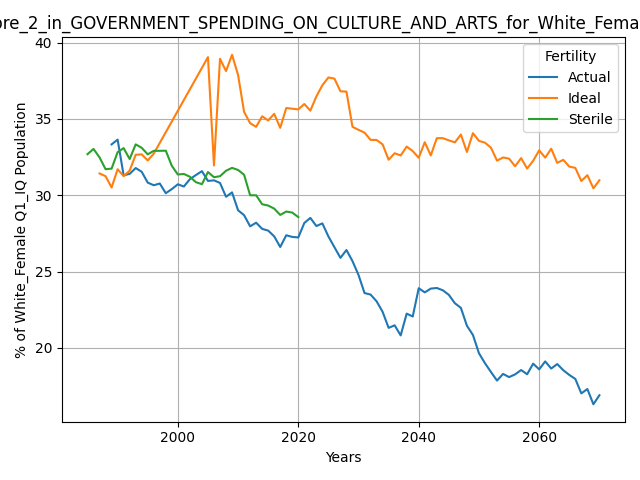 ore_2_in_GOVERNMENT_SPENDING_ON_CULTURE_AND_ARTS_for_White_Fema
40
35
30
25
20
% of White_Female Q1_IQ Population
Fertility
Actual
Ideal
Sterile
2000
2020
2040
2060
Years